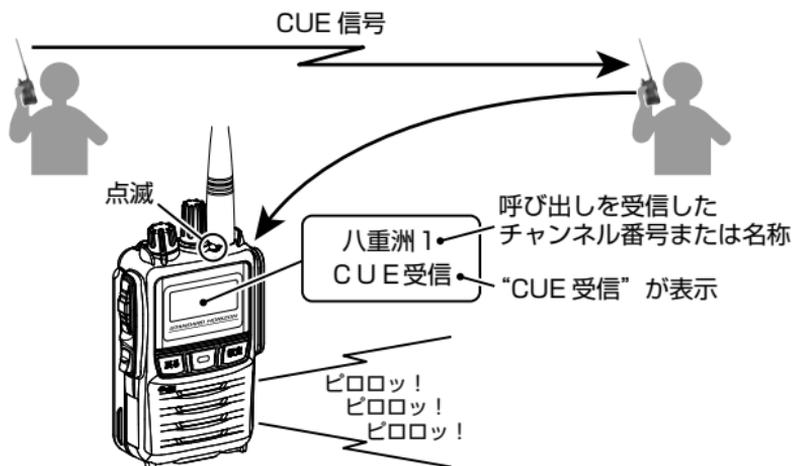 CUE 信号
点滅
八重洲1
CUE受信
呼び出しを受信した
チャンネル番号または名称
“CUE 受信” が表示
STANDARD HORIZON
ピロロッ！
ピロロッ！
ピロロッ！